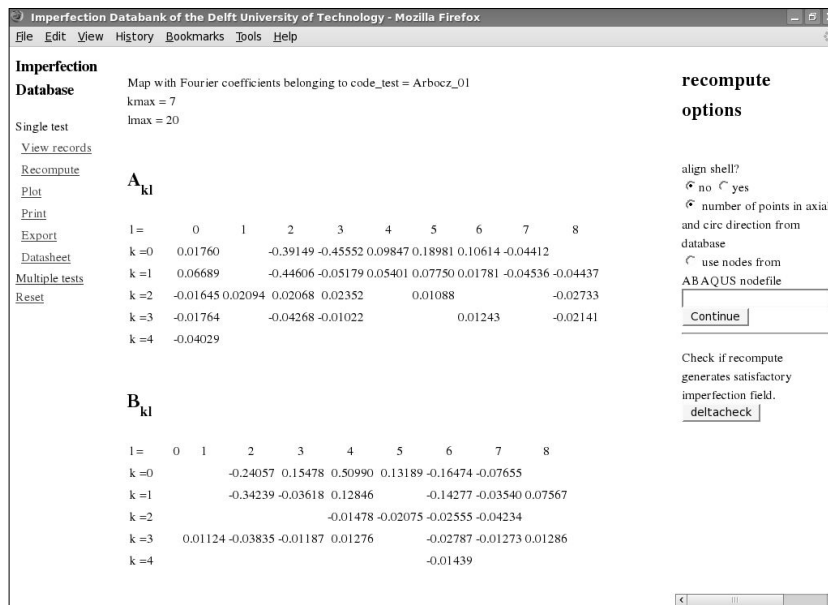 Imperfection Databank of the Delft University of Technology - Mozilla Firefox
File Edit View History Bookmarks Tools Help
Imperfection
Database
Single test
View records
Recompute
Plot
Print
Export
Datasheet
Multiple tests
Reset
Map with Fourier coefficients belonging to code_test = Arbocz_01
kmax = 7
lmax = 20
A kl
l = 0 1 2 3 4 5 6 7 8
k =0 0.01760 -0.39149 -0.45552 0.09847 0.18981 0.10614 -0.04412
k =1 0.06689 -0.44606 -0.05179 0.05401 0.07750 0.01781 -0.04536 -0.04437
k =2 -0.01645 0.02094 0.02068 0.02352 0.01088 -0.02733
k =3 -0.01764 -0.04268 -0.01022 0.01243 -0.02141
k =4 -0.04029
B kl
l = 0 1 2 3 4 5 6 7 8
k =0 -0.24057 0.15478 0.50990 0.13189 -0.16474 -0.07655
k =1 -0.34239 -0.03618 0.12846 -0.14277 -0.03540 0.07567
k =2 -0.01478 -0.02075 -0.02555 -0.04234
k =3 0.01124 -0.03835 -0.01187 0.01276 -0.02787 -0.01273 0.01286
k =4 -0.01439
recompute
options
align shell?
no yes
number of points in axial
and circ direction from
database
use nodes from
ABAQUS nodefile
Continue
Check if recompute
generates satisfactory
imperfection field.
deltacheck